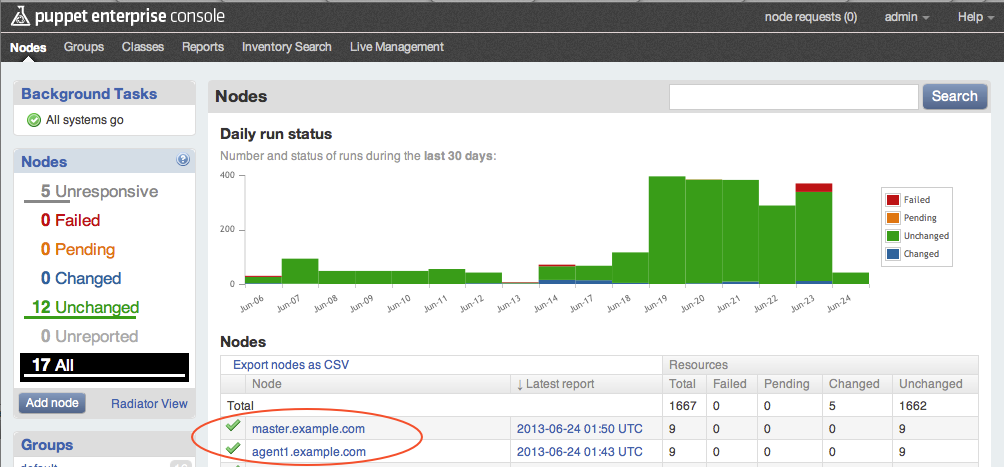 puppet enterprise console
node requests (0) admin Help
Nodes Groups Classes Reports Inventory Search Live Management
Background Tasks
All systems go
Nodes ?
5 Unresponsive
0 Failed
0 Pending
0 Changed
12 Unchanged
0 Unreported
17 All
Add node Radiator View
Groups
default
Nodes Search
Daily run status
Number and status of runs during the last 30 days:
400
200
0
Jun-06 Jun-07 Jun-08 Jun-09 Jun-10 Jun-11 Jun-12 Jun-13 Jun-14 Jun-17 Jun-18 Jun-19 Jun-20 Jun-21 Jun-22 Jun-23 Jun-24
Failed
Pending
Unchanged
Changed
Nodes
Export nodes as CSV Resources
Node ↓ Latest report Total Failed Pending Changed Unchanged
Total 1667 0 0 5 1662
master.example.com 2013-06-24 01:50 UTC 9 0 0 0 9
agent1.example.com 2013-06-24 01:43 UTC 9 0 0 0 9